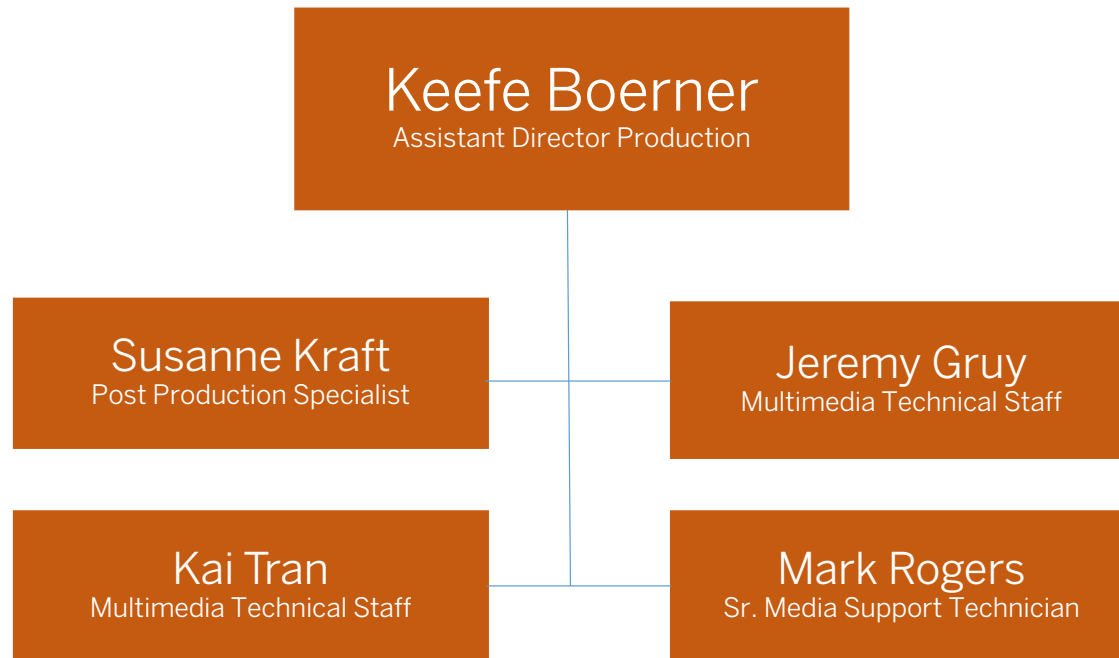 Keefe Boerner
Assistant Director Production
Susanne Kraft
Post Production Specialist
Jeremy Gruy
Multimedia Technical Staff
Kai Tran
Multimedia Technical Staff
Mark Rogers
Sr. Media Support Technician